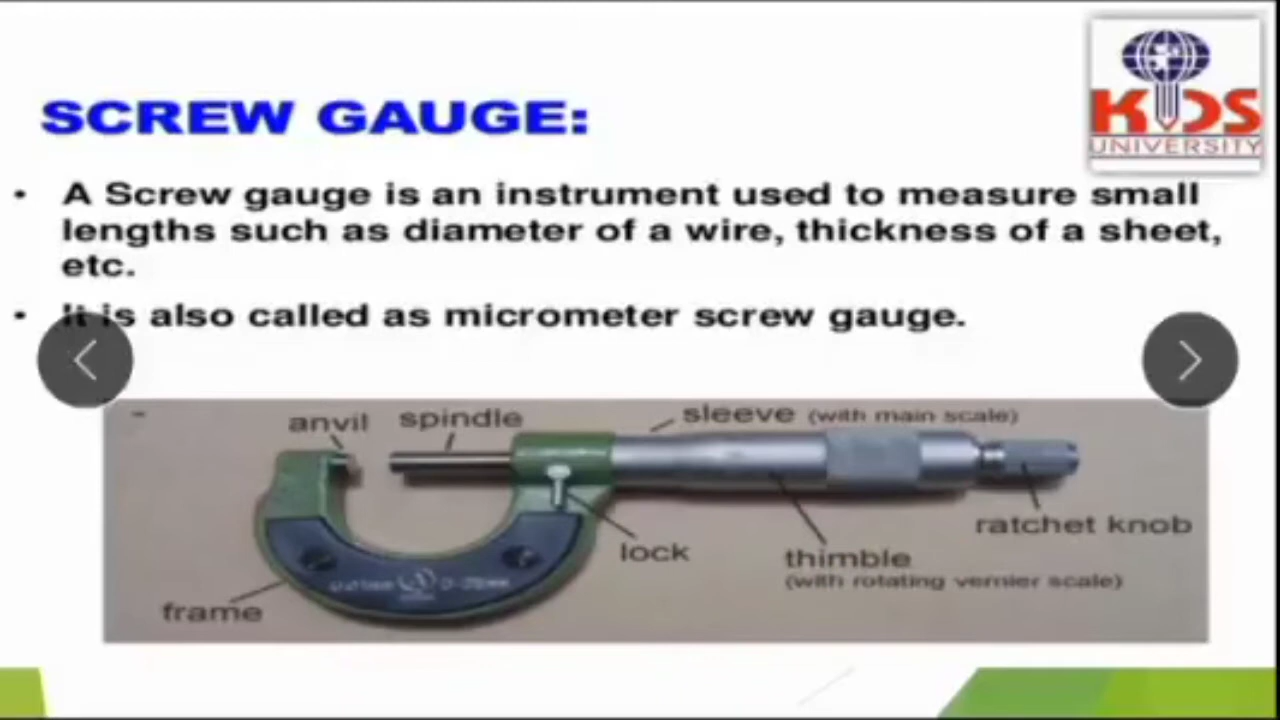 KIDS
UNIVERSITY
SCREW GAUGE:
• A Screw gauge is an instrument used to measure small
lengths such as diameter of a wire, thickness of a sheet,
etc.
• It is also called as micrometer screw gauge.
anvil
spindle
sleeve (with main scale)
ratchet knob
lock
thimble
(with rotating vernier scale)
frame